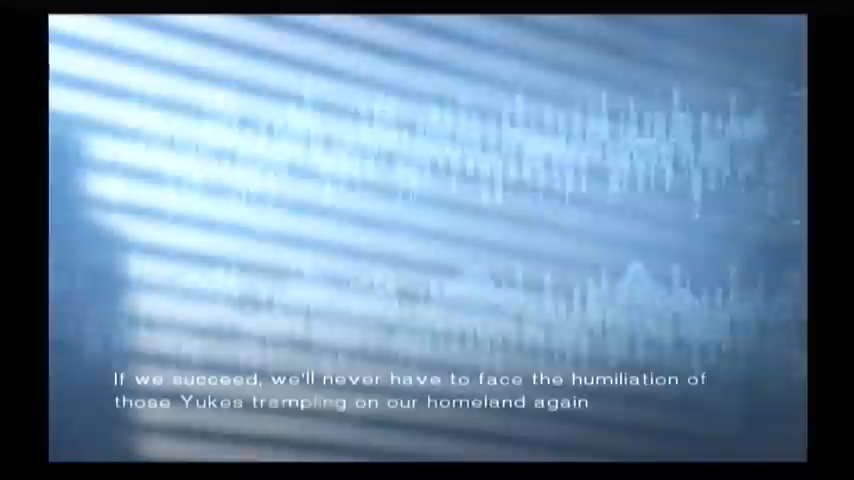 If we succeed, we'll never have to face the humiliation of
those Yukes trampling on our homeland again